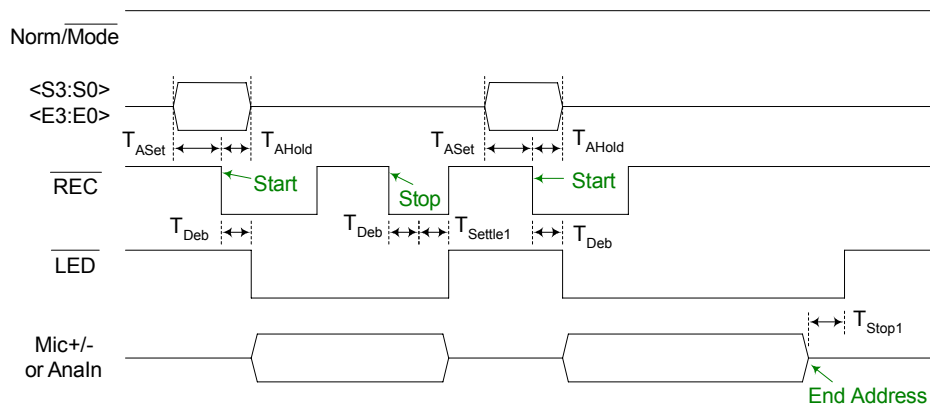 Norm/Mode
<S3:S0>
<E3:E0>
TASet
TAHold
TASet
TAHold
REC
Start
Stop
Start
TDeb
TDeb
TSettle1
TDeb
LED
TStop1
Mic+/-
or AnaIn
End Address